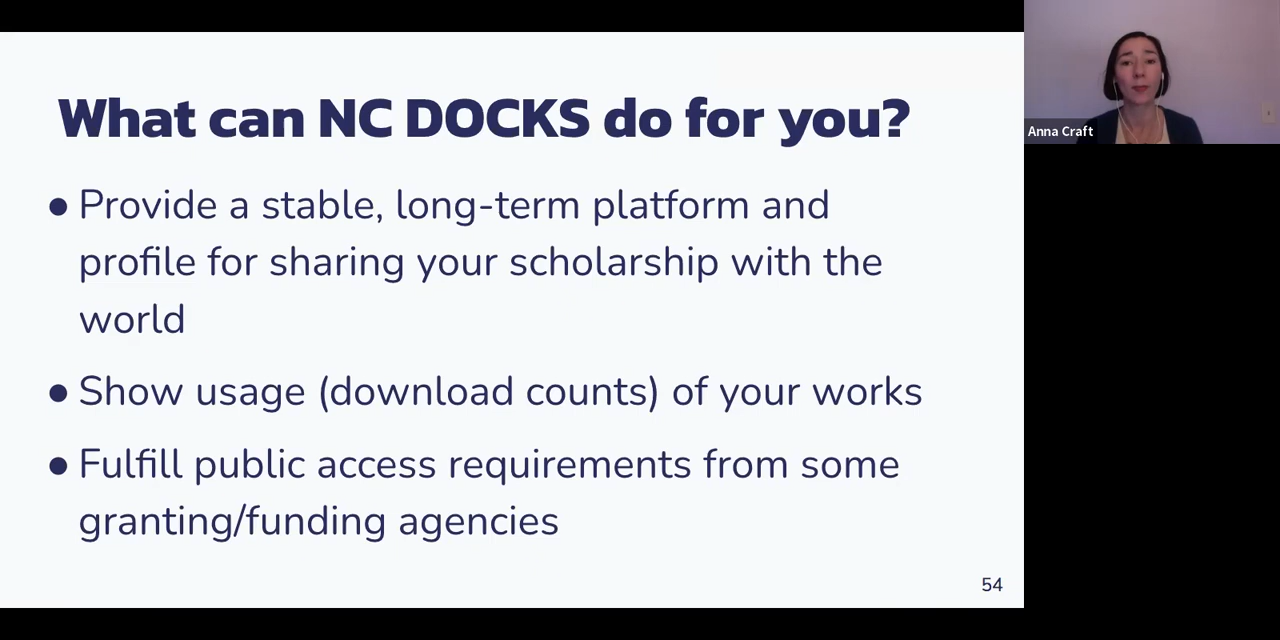 What can NC DOCKS do for you?
● Provide a stable, long-term platform and
profile for sharing your scholarship with the
world
● Show usage (download counts) of your works
● Fulfill public access requirements from some
granting/funding agencies
54
Anna Craft